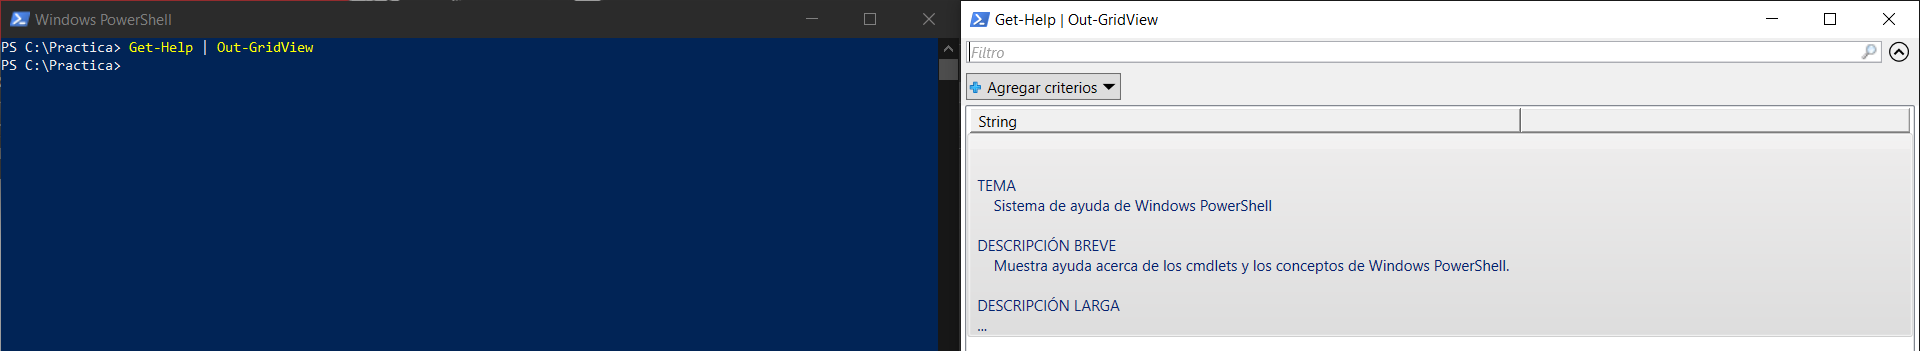 Windows PowerShell
PS C:\Practica> Get-Help | Out-GridView
PS C:\Practica>
Get-Help | Out-GridView
Filtro
Agregar criterios
String
TEMA
Sistema de ayuda de Windows PowerShell
DESCRIPCIÓN BREVE
Muestra ayuda acerca de los cmdlets y los conceptos de Windows PowerShell.
DESCRIPCIÓN LARGA
...